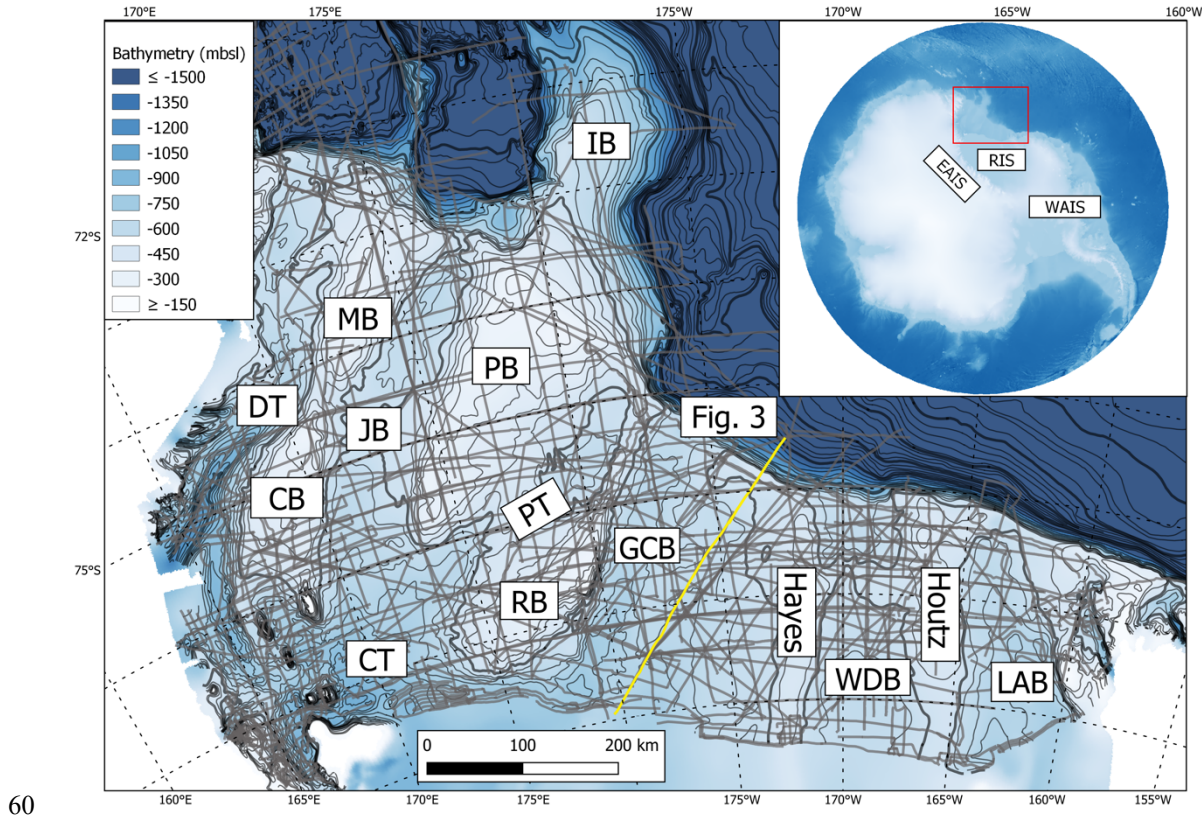 170°E
175°E
175°W
170°W
165°W
160°W
Bathymetry (mbsl)
≤ -1500
-1350
-1200
-1050
-900
-750
-600
-450
-300
≥ -150
72°S
75°S
IB
MB
PB
DT
JB
CB
PT
GCB
RB
CT
Fig. 3
Hayes
Houtz
WDB
LAB
EAIS
RIS
WAIS
0 100 200 km
60
160°E
165°E
170°E
175°E
175°W
170°W
165°W
160°W
155°W